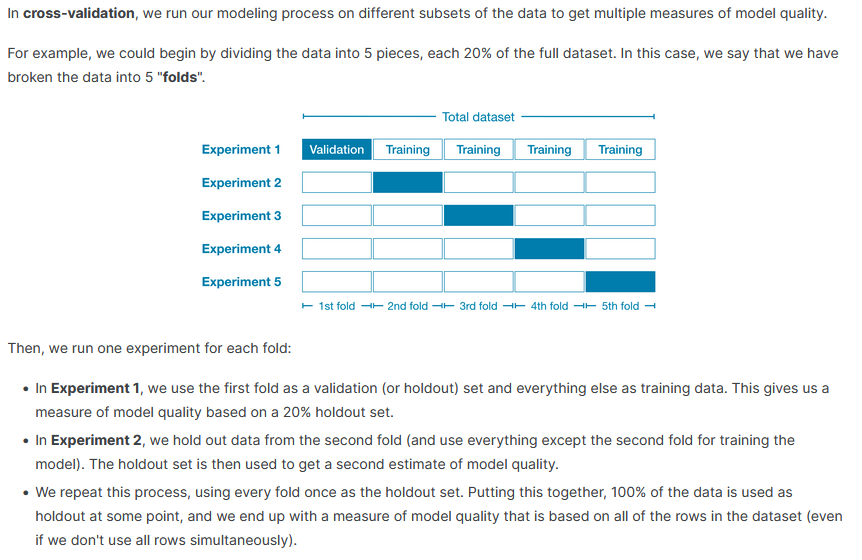 In cross-validation, we run our modeling process on different subsets of the data to get multiple measures of model quality.
For example, we could begin by dividing the data into 5 pieces, each 20% of the full dataset. In this case, we say that we have
broken the data into 5 "folds".
Total dataset
Experiment 1 Validation Training Training Training Training
Experiment 2
Experiment 3
Experiment 4
Experiment 5
1st fold 2nd fold 3rd fold 4th fold 5th fold
Then, we run one experiment for each fold:
• In Experiment 1, we use the first fold as a validation (or holdout) set and everything else as training data. This gives us a
measure of model quality based on a 20% holdout set.
• In Experiment 2, we hold out data from the second fold (and use everything except the second fold for training the
model). The holdout set is then used to get a second estimate of model quality.
• We repeat this process, using every fold once as the holdout set. Putting this together, 100% of the data is used as
holdout at some point, and we end up with a measure of model quality that is based on all of the rows in the dataset (even
if we don't use all rows simultaneously).